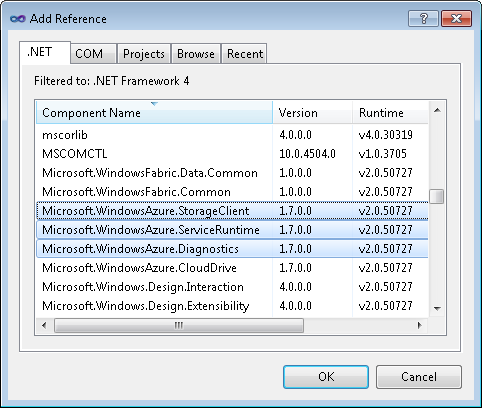 Add Reference
.NET COM Projects Browse Recent
Filtered to: .NET Framework 4
Component Name Version Runtime
mscorlib 4.0.0.0 v4.0.30319
MSCOMCTL 10.0.4504.0 v1.0.3705
Microsoft.WindowsFabric.Data.Common 1.0.0.0 v2.0.50727
Microsoft.WindowsFabric.Common 1.0.0.0 v2.0.50727
Microsoft.WindowsAzure.StorageClient 1.7.0.0 v2.0.50727
Microsoft.WindowsAzure.ServiceRuntime 1.7.0.0 v2.0.50727
Microsoft.WindowsAzure.Diagnostics 1.7.0.0 v2.0.50727
Microsoft.WindowsAzure.CloudDrive 1.7.0.0 v2.0.50727
Microsoft.Windows.Design.Interaction 4.0.0.0 v2.0.50727
Microsoft.Windows.Design.Extensibility 4.0.0.0 v2.0.50727
OK Cancel